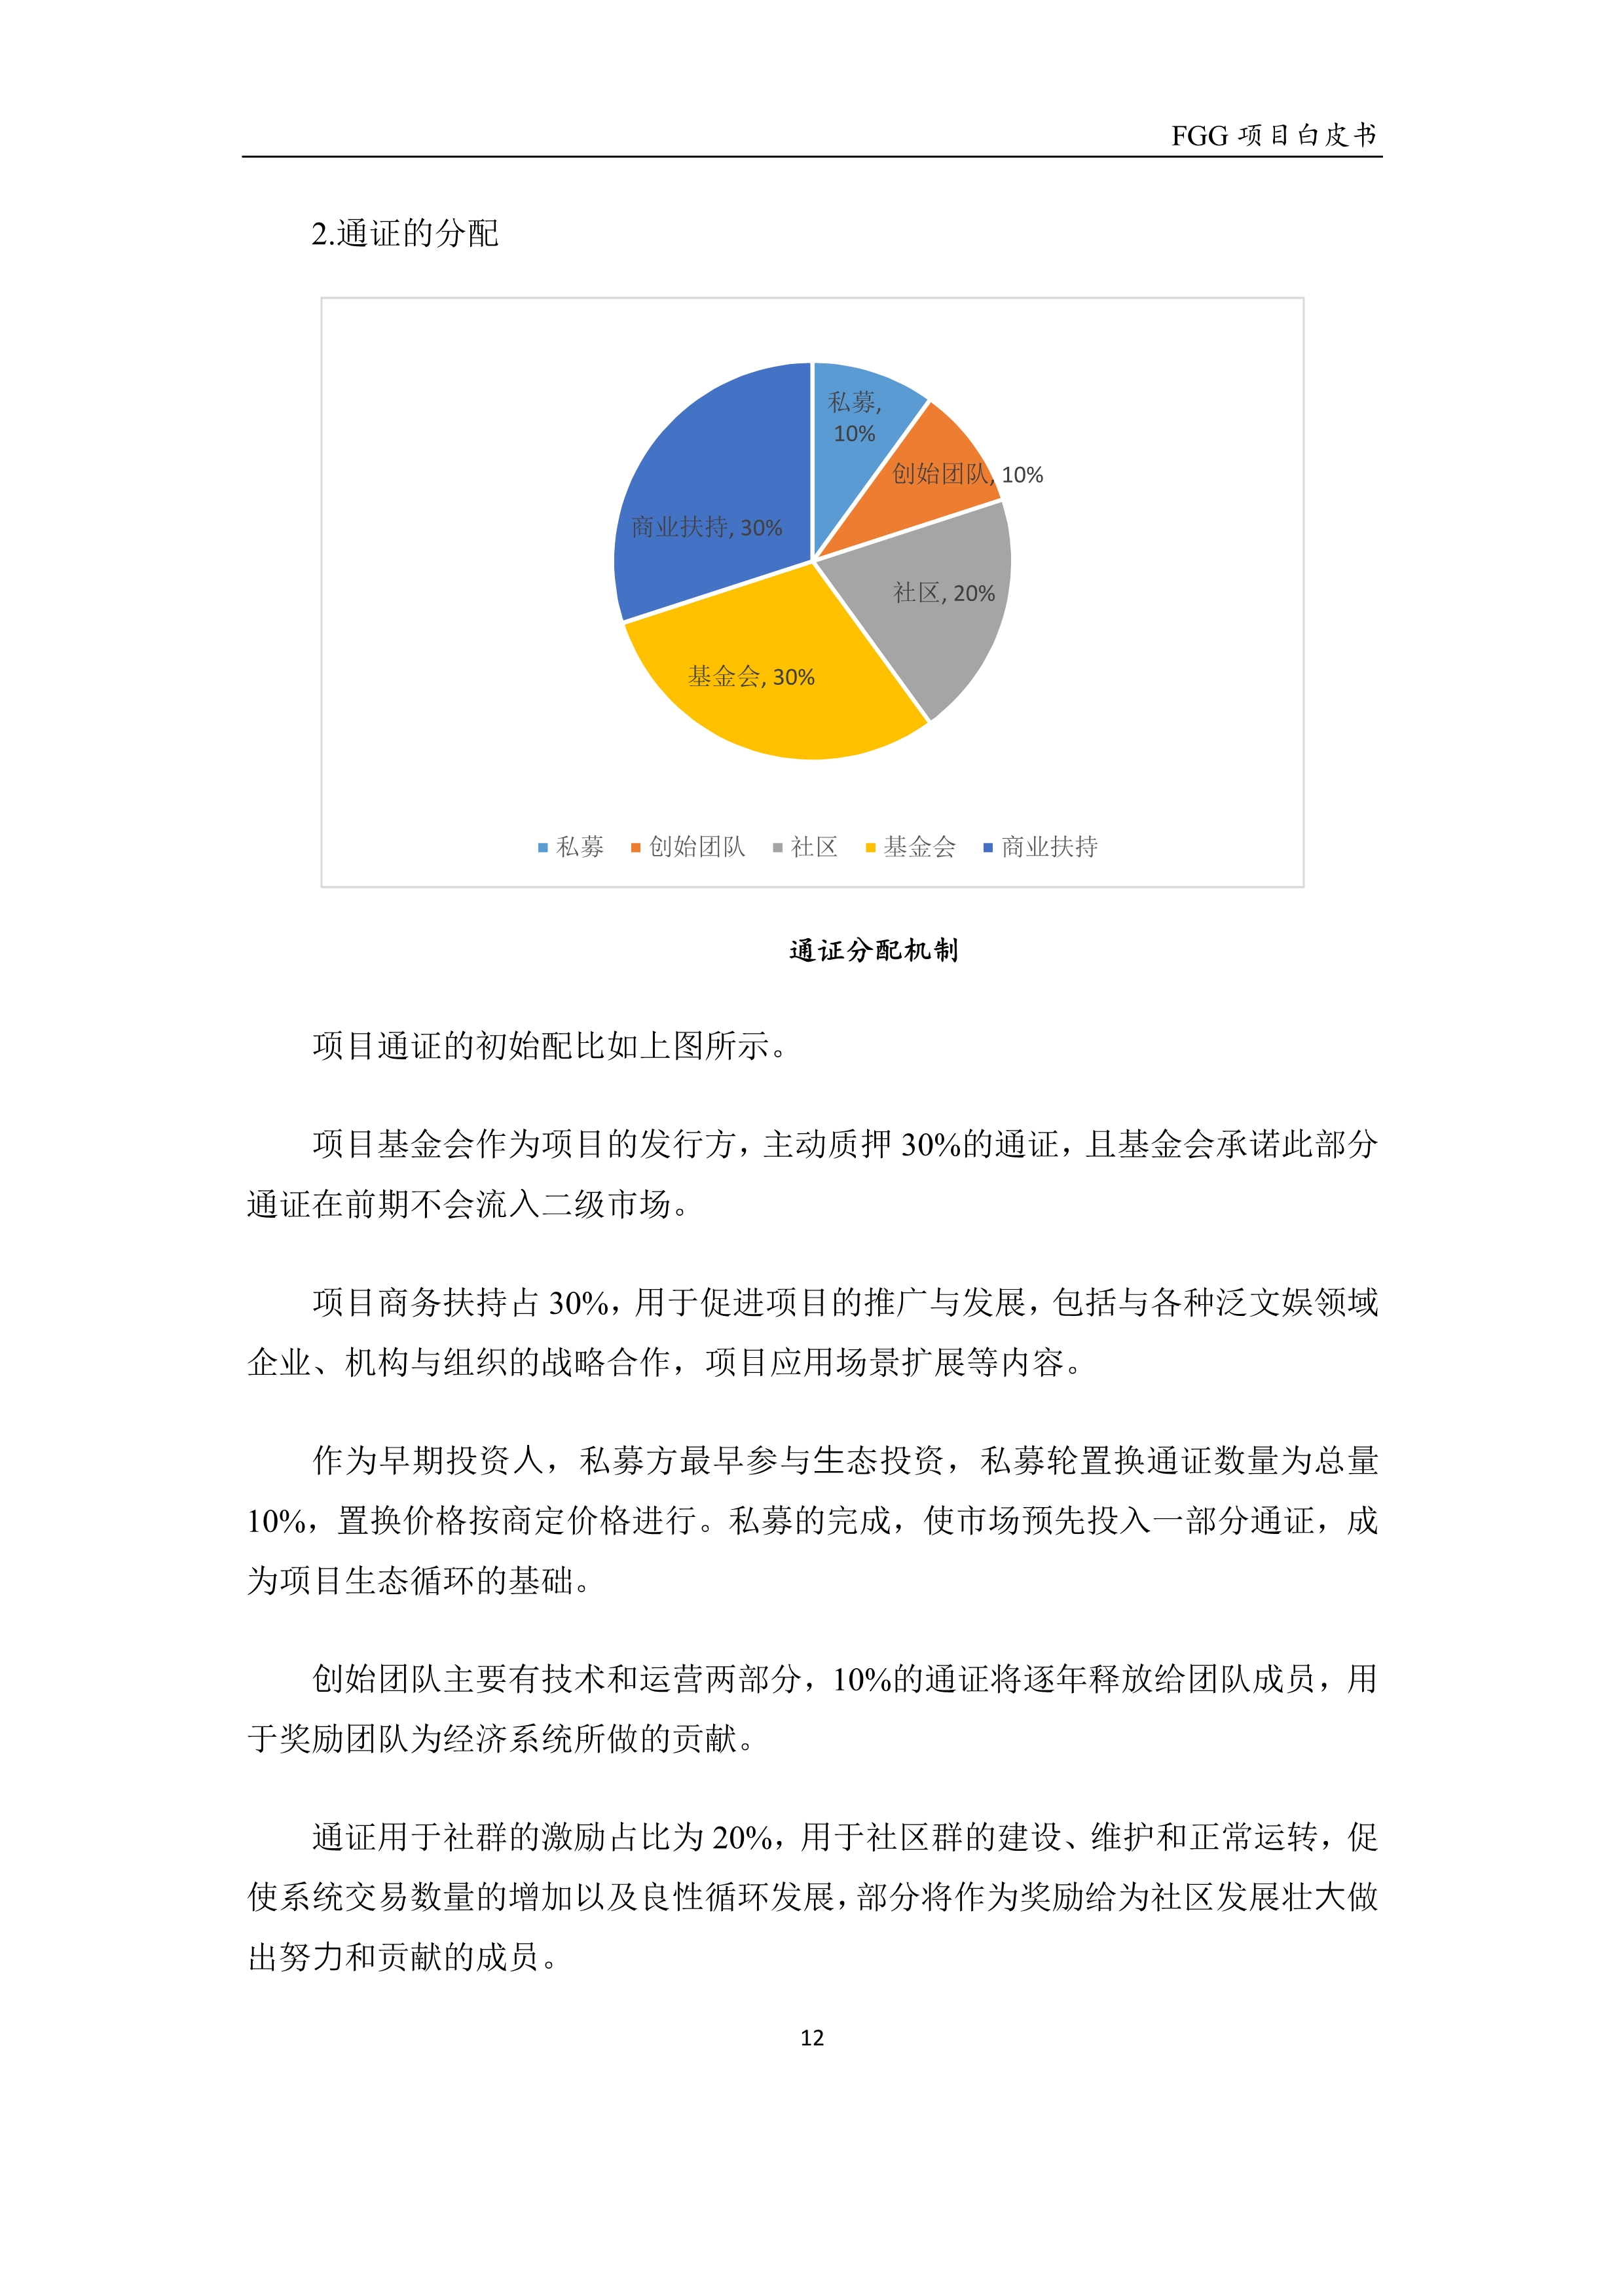 FGG 项目白皮书
2.通证的分配
私募,
10%
创始团队, 10%
商业扶持, 30%
社区, 20%
基金会, 30%
私募 创始团队 社区 基金会 商业扶持
通证分配机制
项目通证的初始配比如上图所示。
项目基金会作为项目的发行方，主动质押 30%的通证，且基金会承诺此部分
通证在前期不会流入二级市场。
项目商务扶持占 30%，用于促进项目的推广与发展，包括与各种泛文娱领域
企业、机构与组织的战略合作，项目应用场景扩展等内容。
作为早期投资人，私募方最早参与生态投资，私募轮置换通证数量为总量
10%，置换价格按商定价格进行。私募的完成，使市场预先投入一部分通证，成
为项目生态循环的基础。
创始团队主要有技术和运营两部分，10%的通证将逐年释放给团队成员，用
于奖励团队为经济系统所做的贡献。
通证用于社群的激励占比为 20%，用于社区群的建设、维护和正常运转，促
使系统交易数量的增加以及良性循环发展，部分将作为奖励给为社区发展壮大做
出努力和贡献的成员。
12